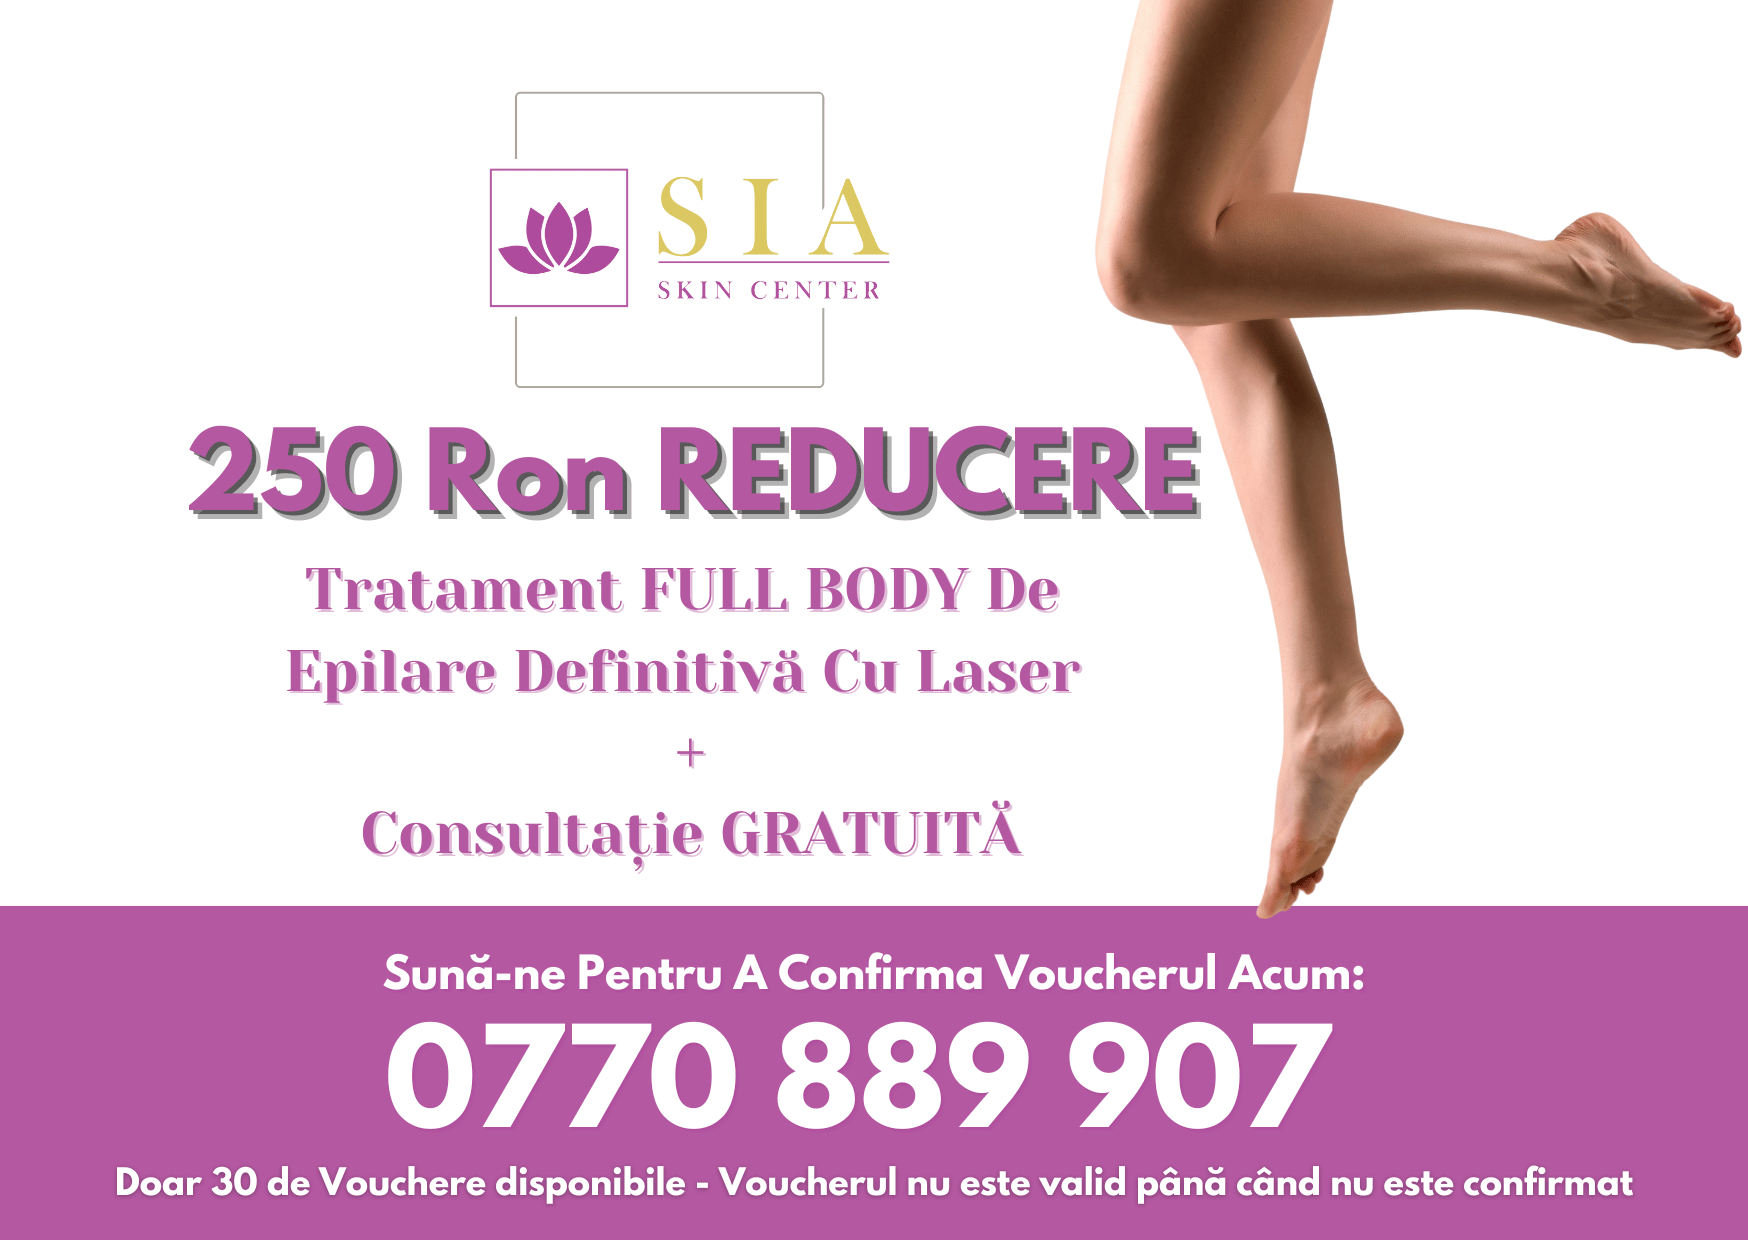 SIA
SKIN CENTER
250 Ron REDUCERE
Tratament FULL BODY De
Epilare Definitivă Cu Laser
+
Consultație GRATUITĂ
Sună-ne Pentru A Confirma Voucherul Acum:
0770 889 907
Doar 30 de Vouchere disponibile - Voucherul nu este valid până când nu este confirmat